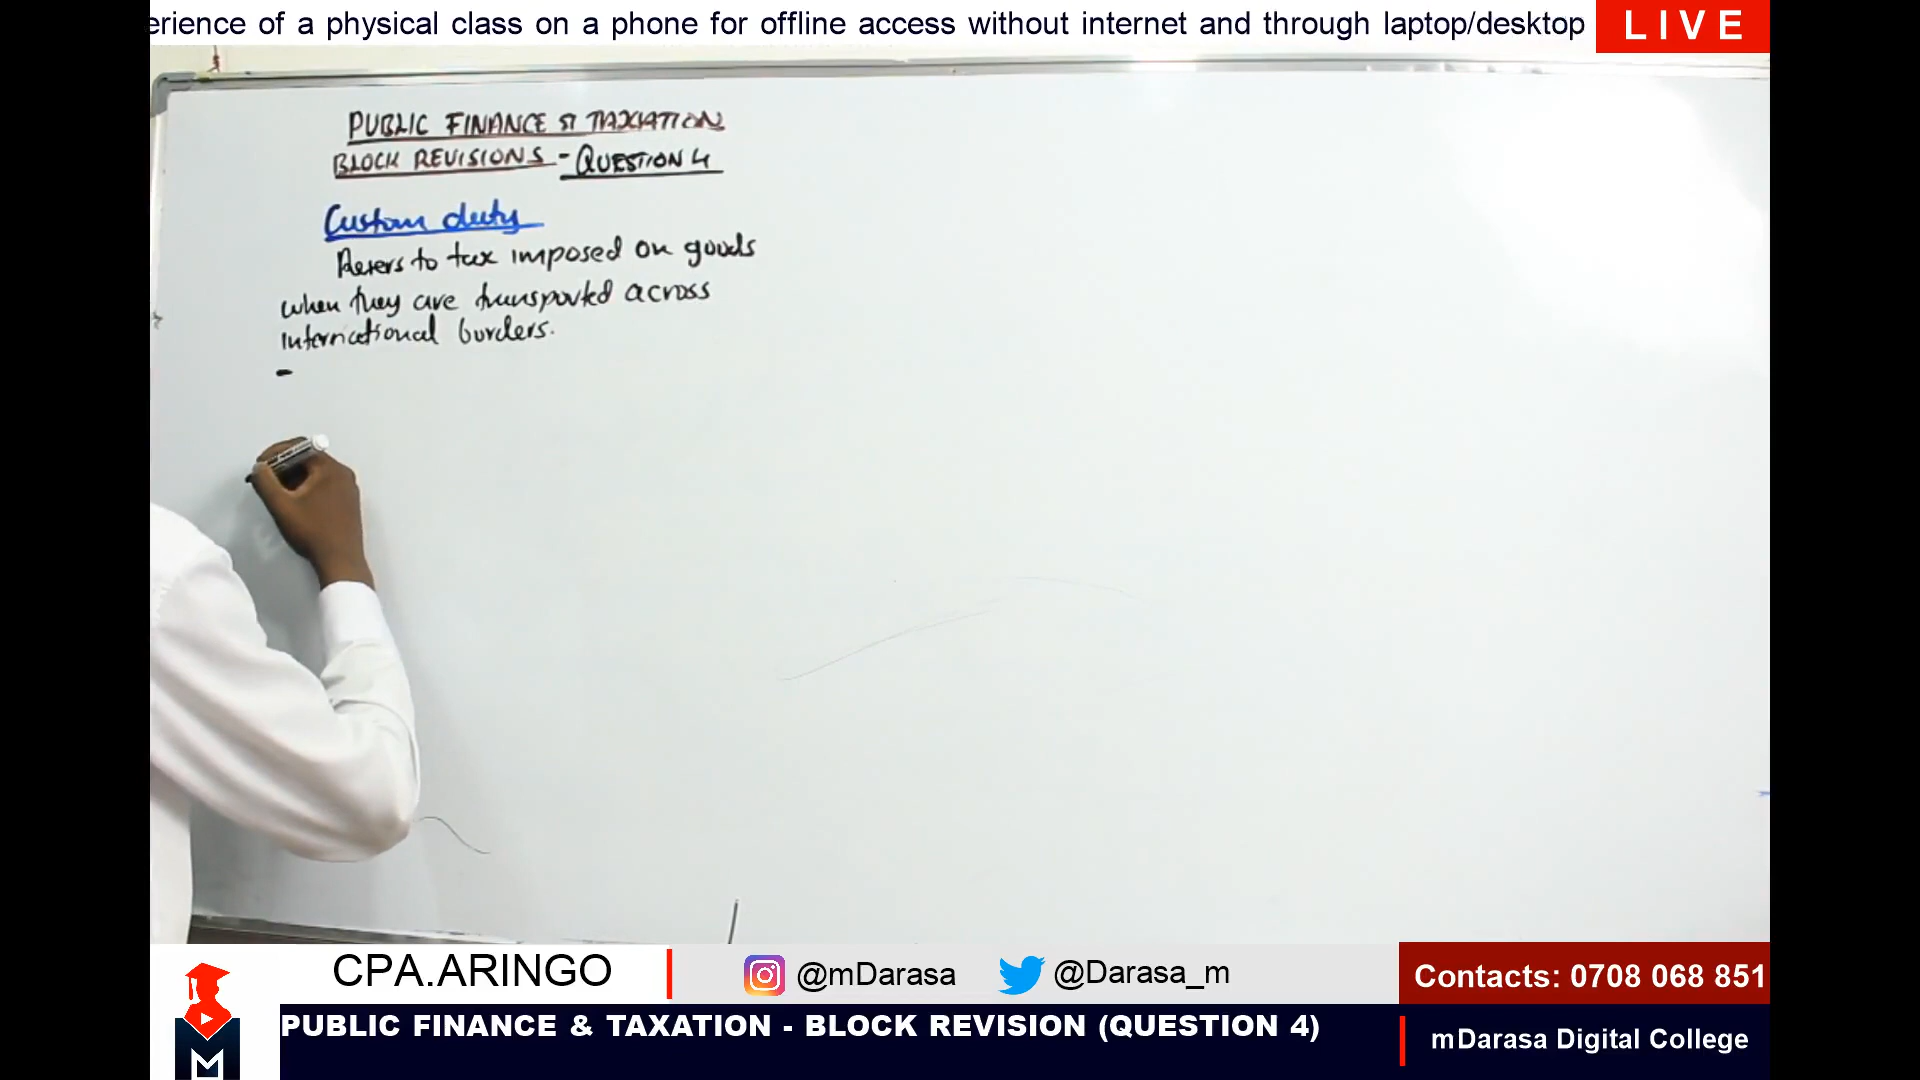 erience of a physical class on a phone for offline access without internet and through laptop/desktop
LIVE
PUBLIC FINANCE & TAXATION
BLOCK REVISIONS - QUESTION 4
Custom duty
Refers to tax imposed on goods
when they are transported across
international borders.
-
CPA.ARINGO
@mDarasa
@Darasa_m
Contacts: 0708 068 851
PUBLIC FINANCE & TAXATION - BLOCK REVISION (QUESTION 4)
mDarasa Digital College
M